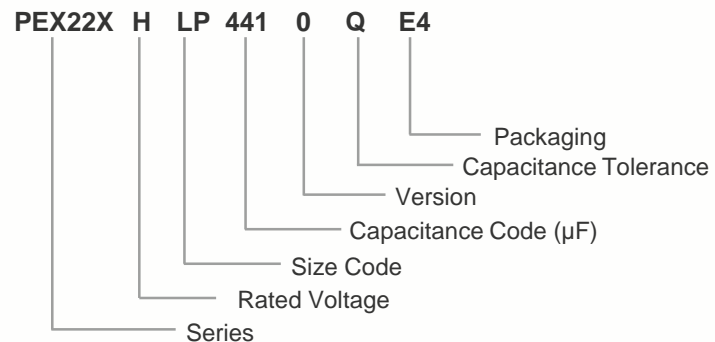 PEX22X H LP 441 0 Q E4
Packaging
Capacitance Tolerance
Version
Capacitance Code (µF)
Size Code
Rated Voltage
Series